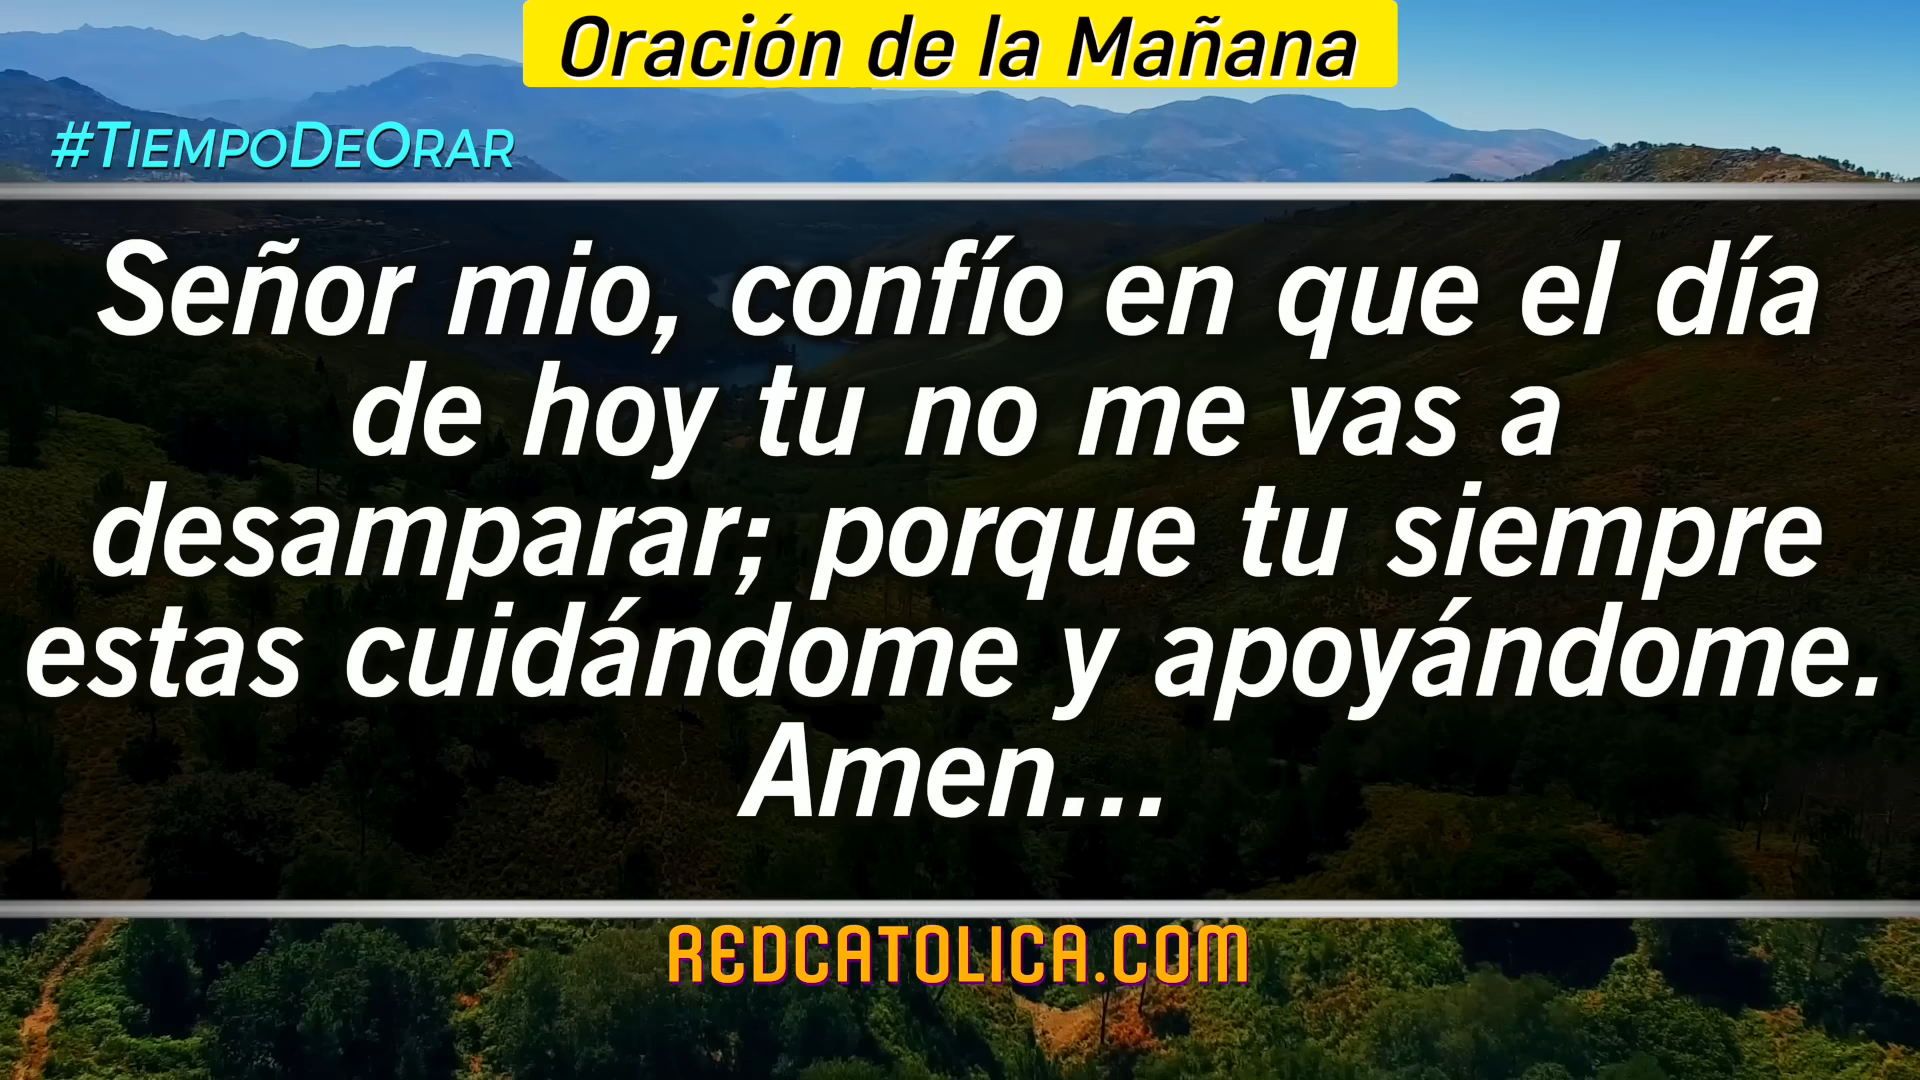 Oración de la Mañana
#TiempoDeOrar
Señor mio, confío en que el día
de hoy tu no me vas a
desamparar; porque tu siempre
estas cuidándome y apoyándome.
Amen...
REDCATOLICA.COM